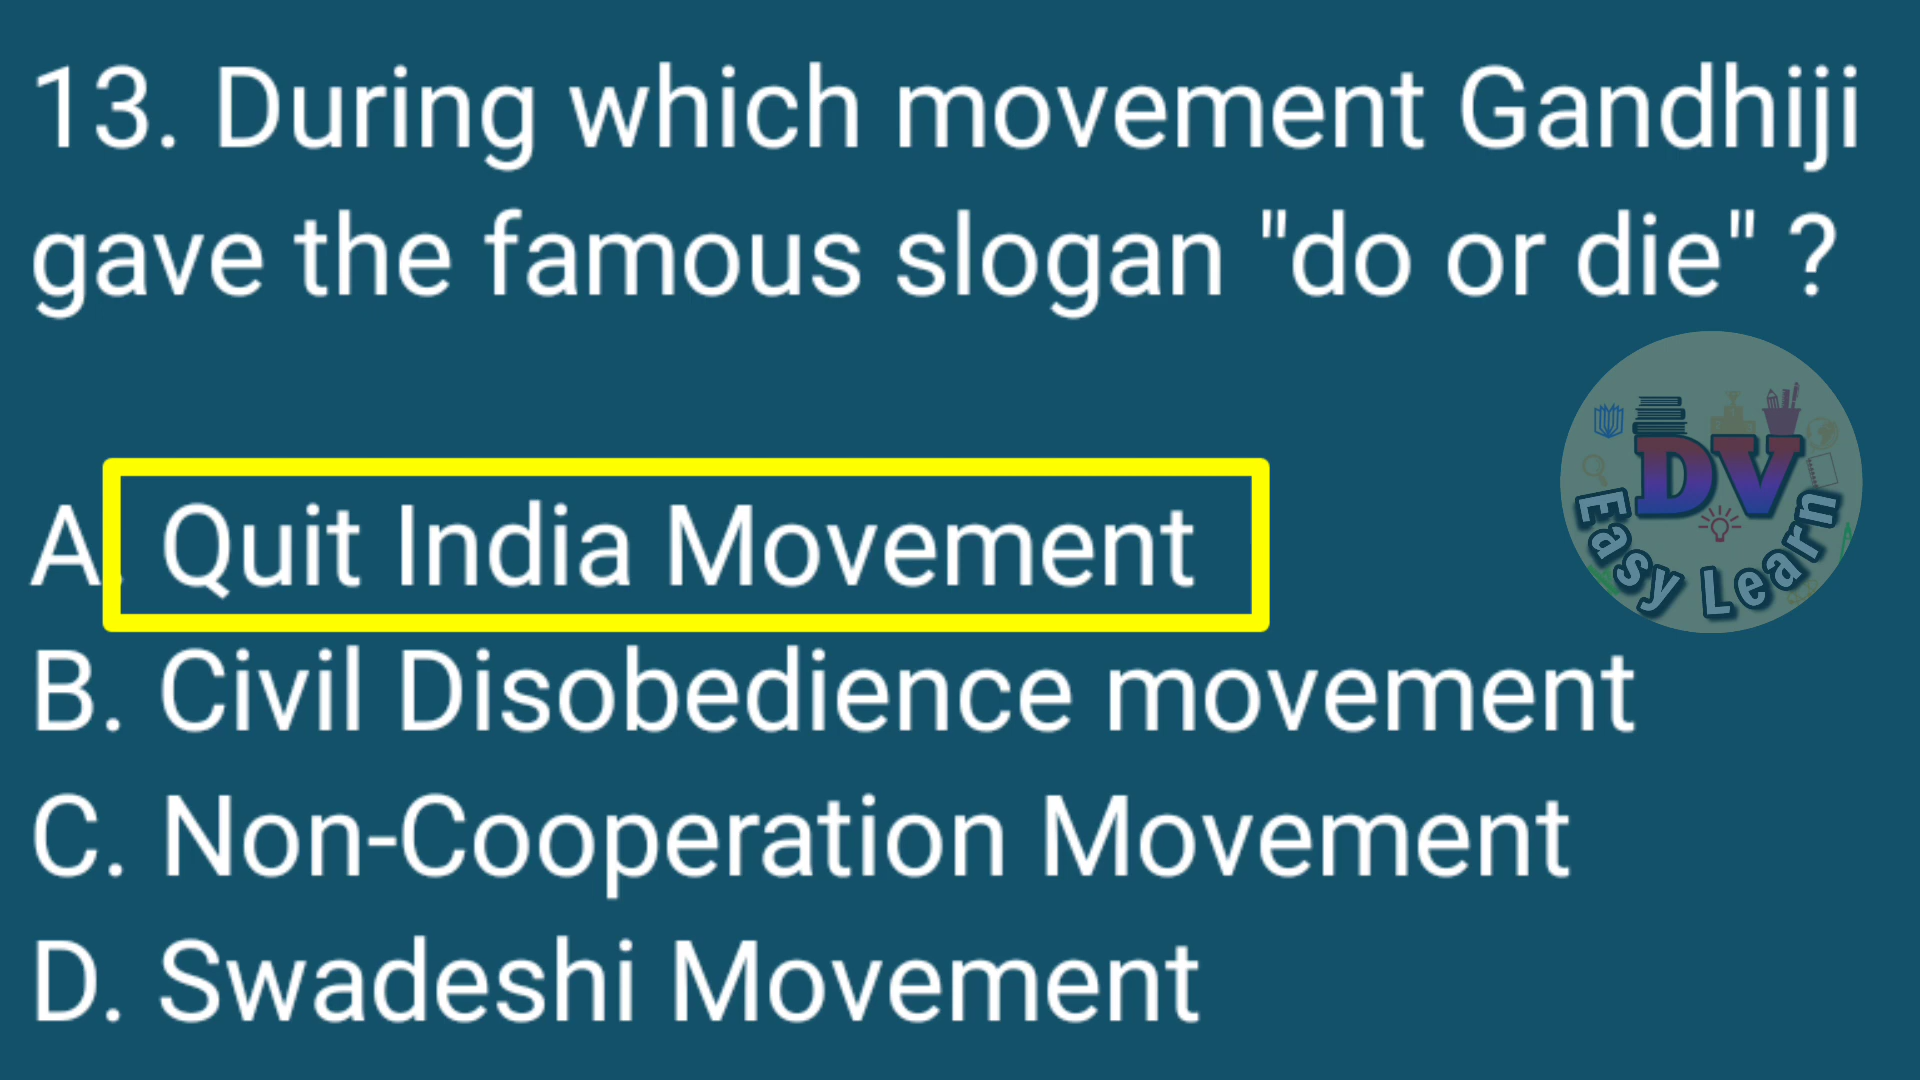 13. During which movement Gandhiji
gave the famous slogan "do or die" ?
A. Quit India Movement
B. Civil Disobedience movement
C. Non-Cooperation Movement
D. Swadeshi Movement
DV
Easy Learn